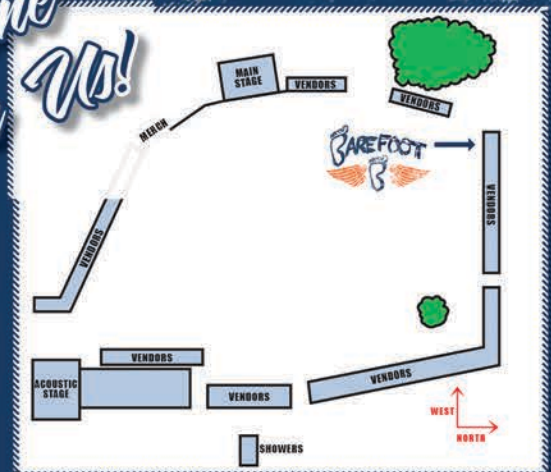 Us!
MAIN
STAGE
VENDORS
VENDORS
MERCH
BAREFOOT
VENDORS
VENDORS
VENDORS
ACOUSTIC
STAGE
VENDORS
VENDORS
WEST
NORTH
SHOWERS